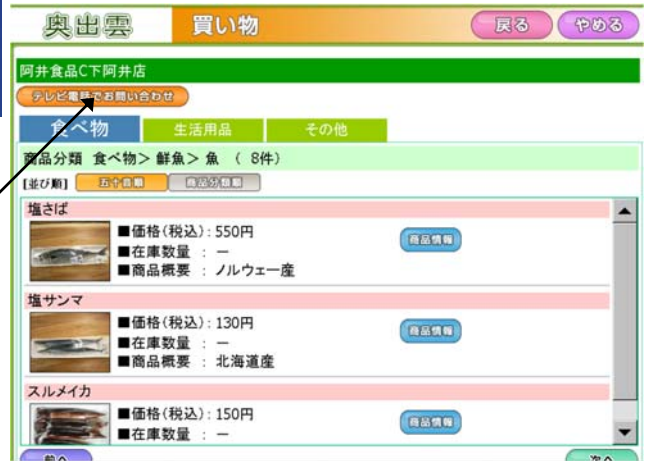 奥出雲 買い物 戻る やめる
阿井食品C下阿井店
テレビ電話でお問い合わせ
食べ物 生活用品 その他
商品分類 食べ物> 鮮魚> 魚 ( 8件)
[並び順] 五十音順 商品分類順
塩さば
■価格(税込):550円
■在庫数量 : ー
■商品概要 : ノルウェー産
商品情報
塩サンマ
■価格(税込):130円
■在庫数量 : ー
■商品概要 : 北海道産
商品情報
スルメイカ
■価格(税込):150円
■在庫数量 : ー
商品情報
前へ 次へ